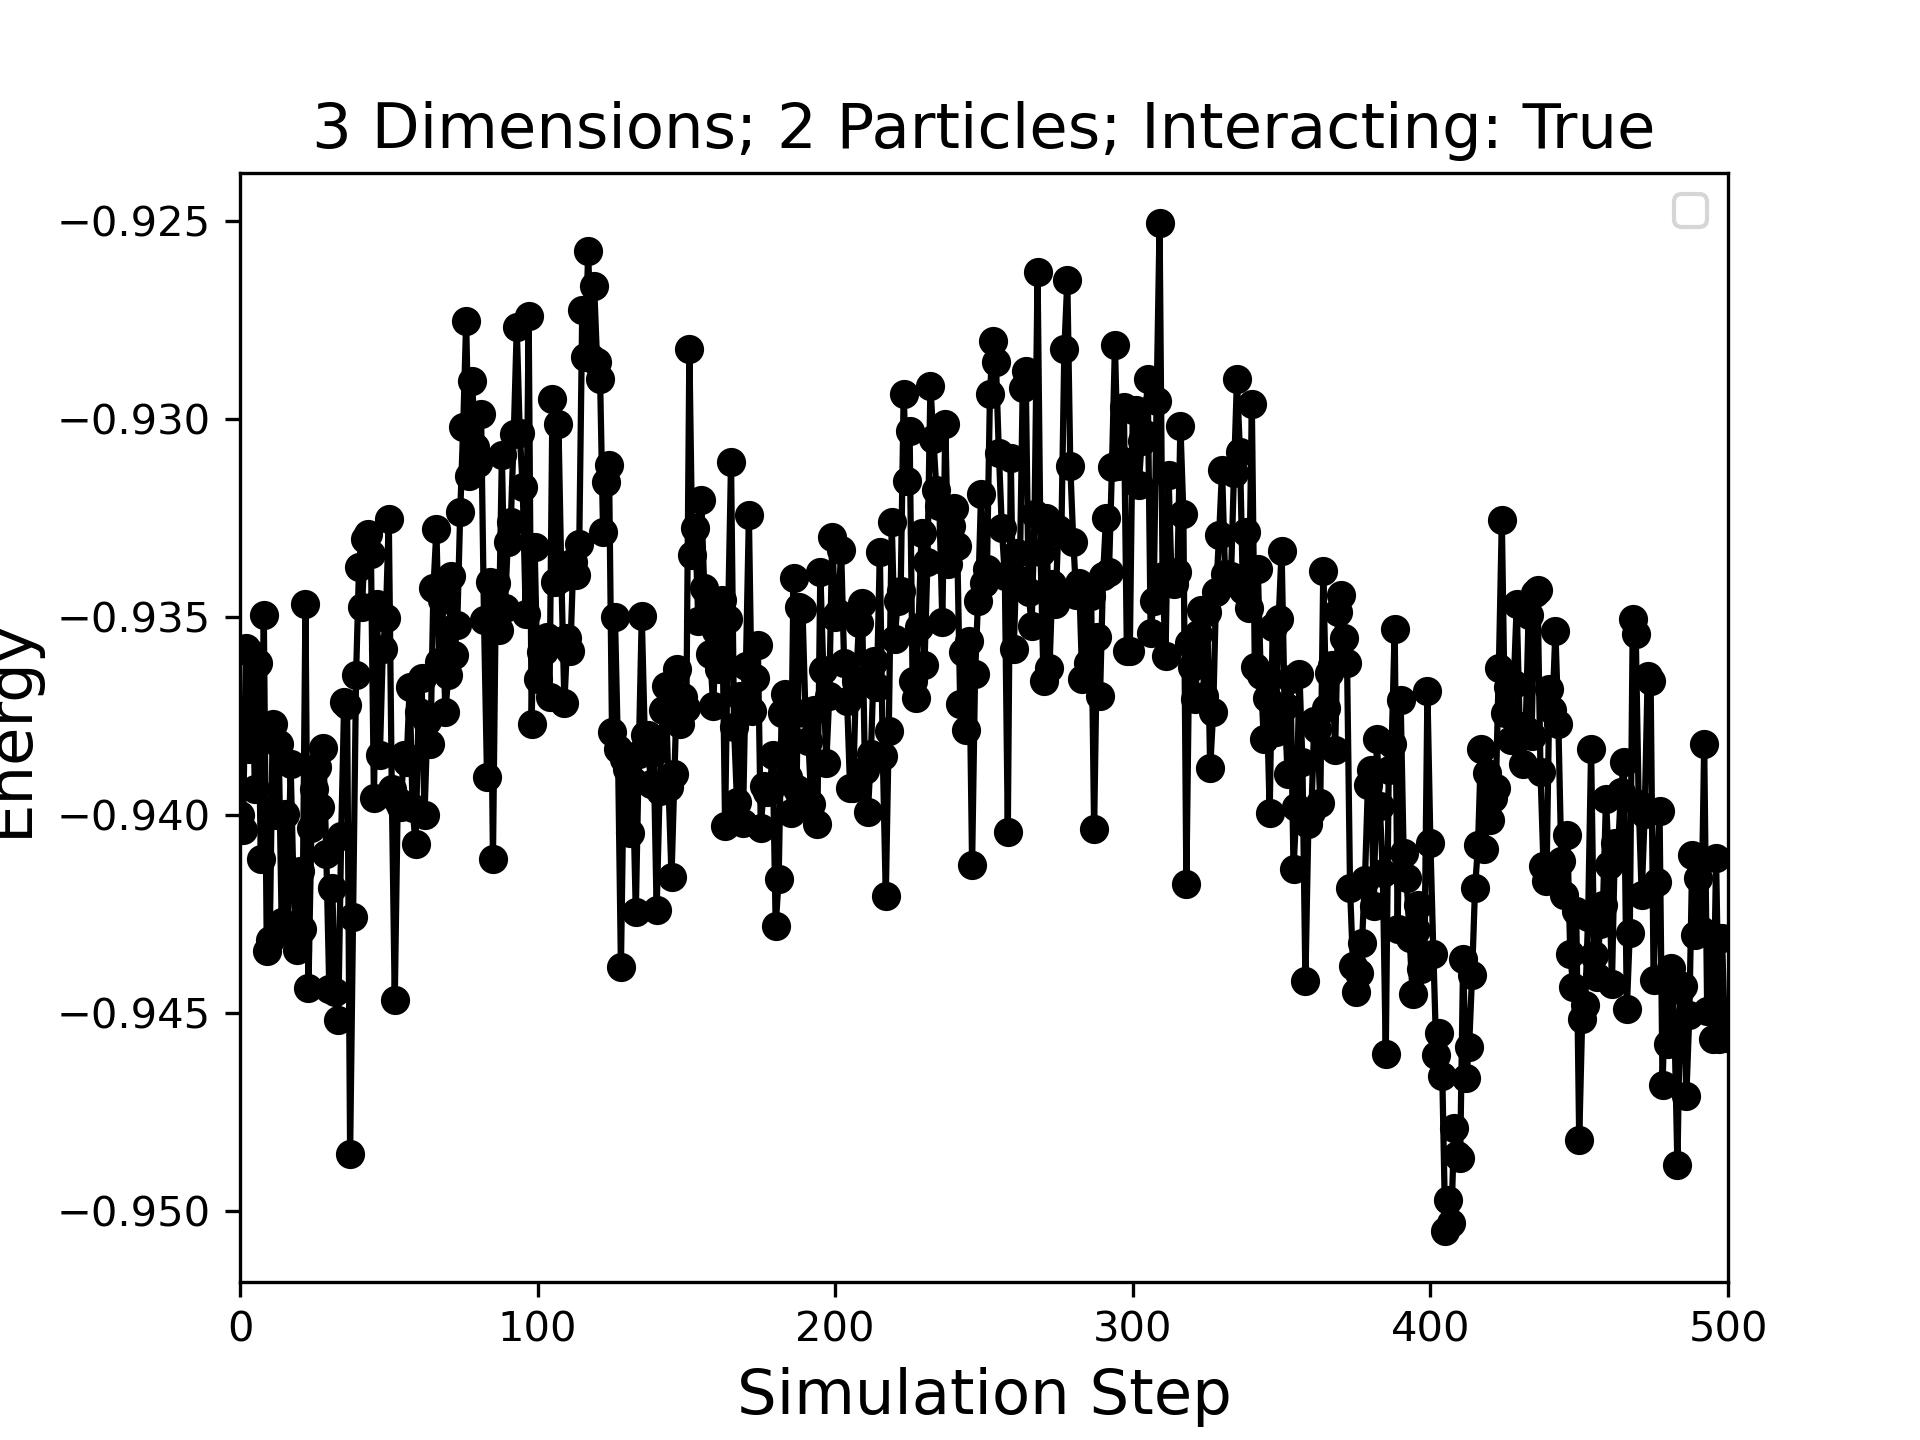 3 Dimensions; 2 Particles; Interacting: True
−0.925
−0.930
−0.935
−0.940
−0.945
−0.950
Energy
0 100 200 300 400 500
Simulation Step